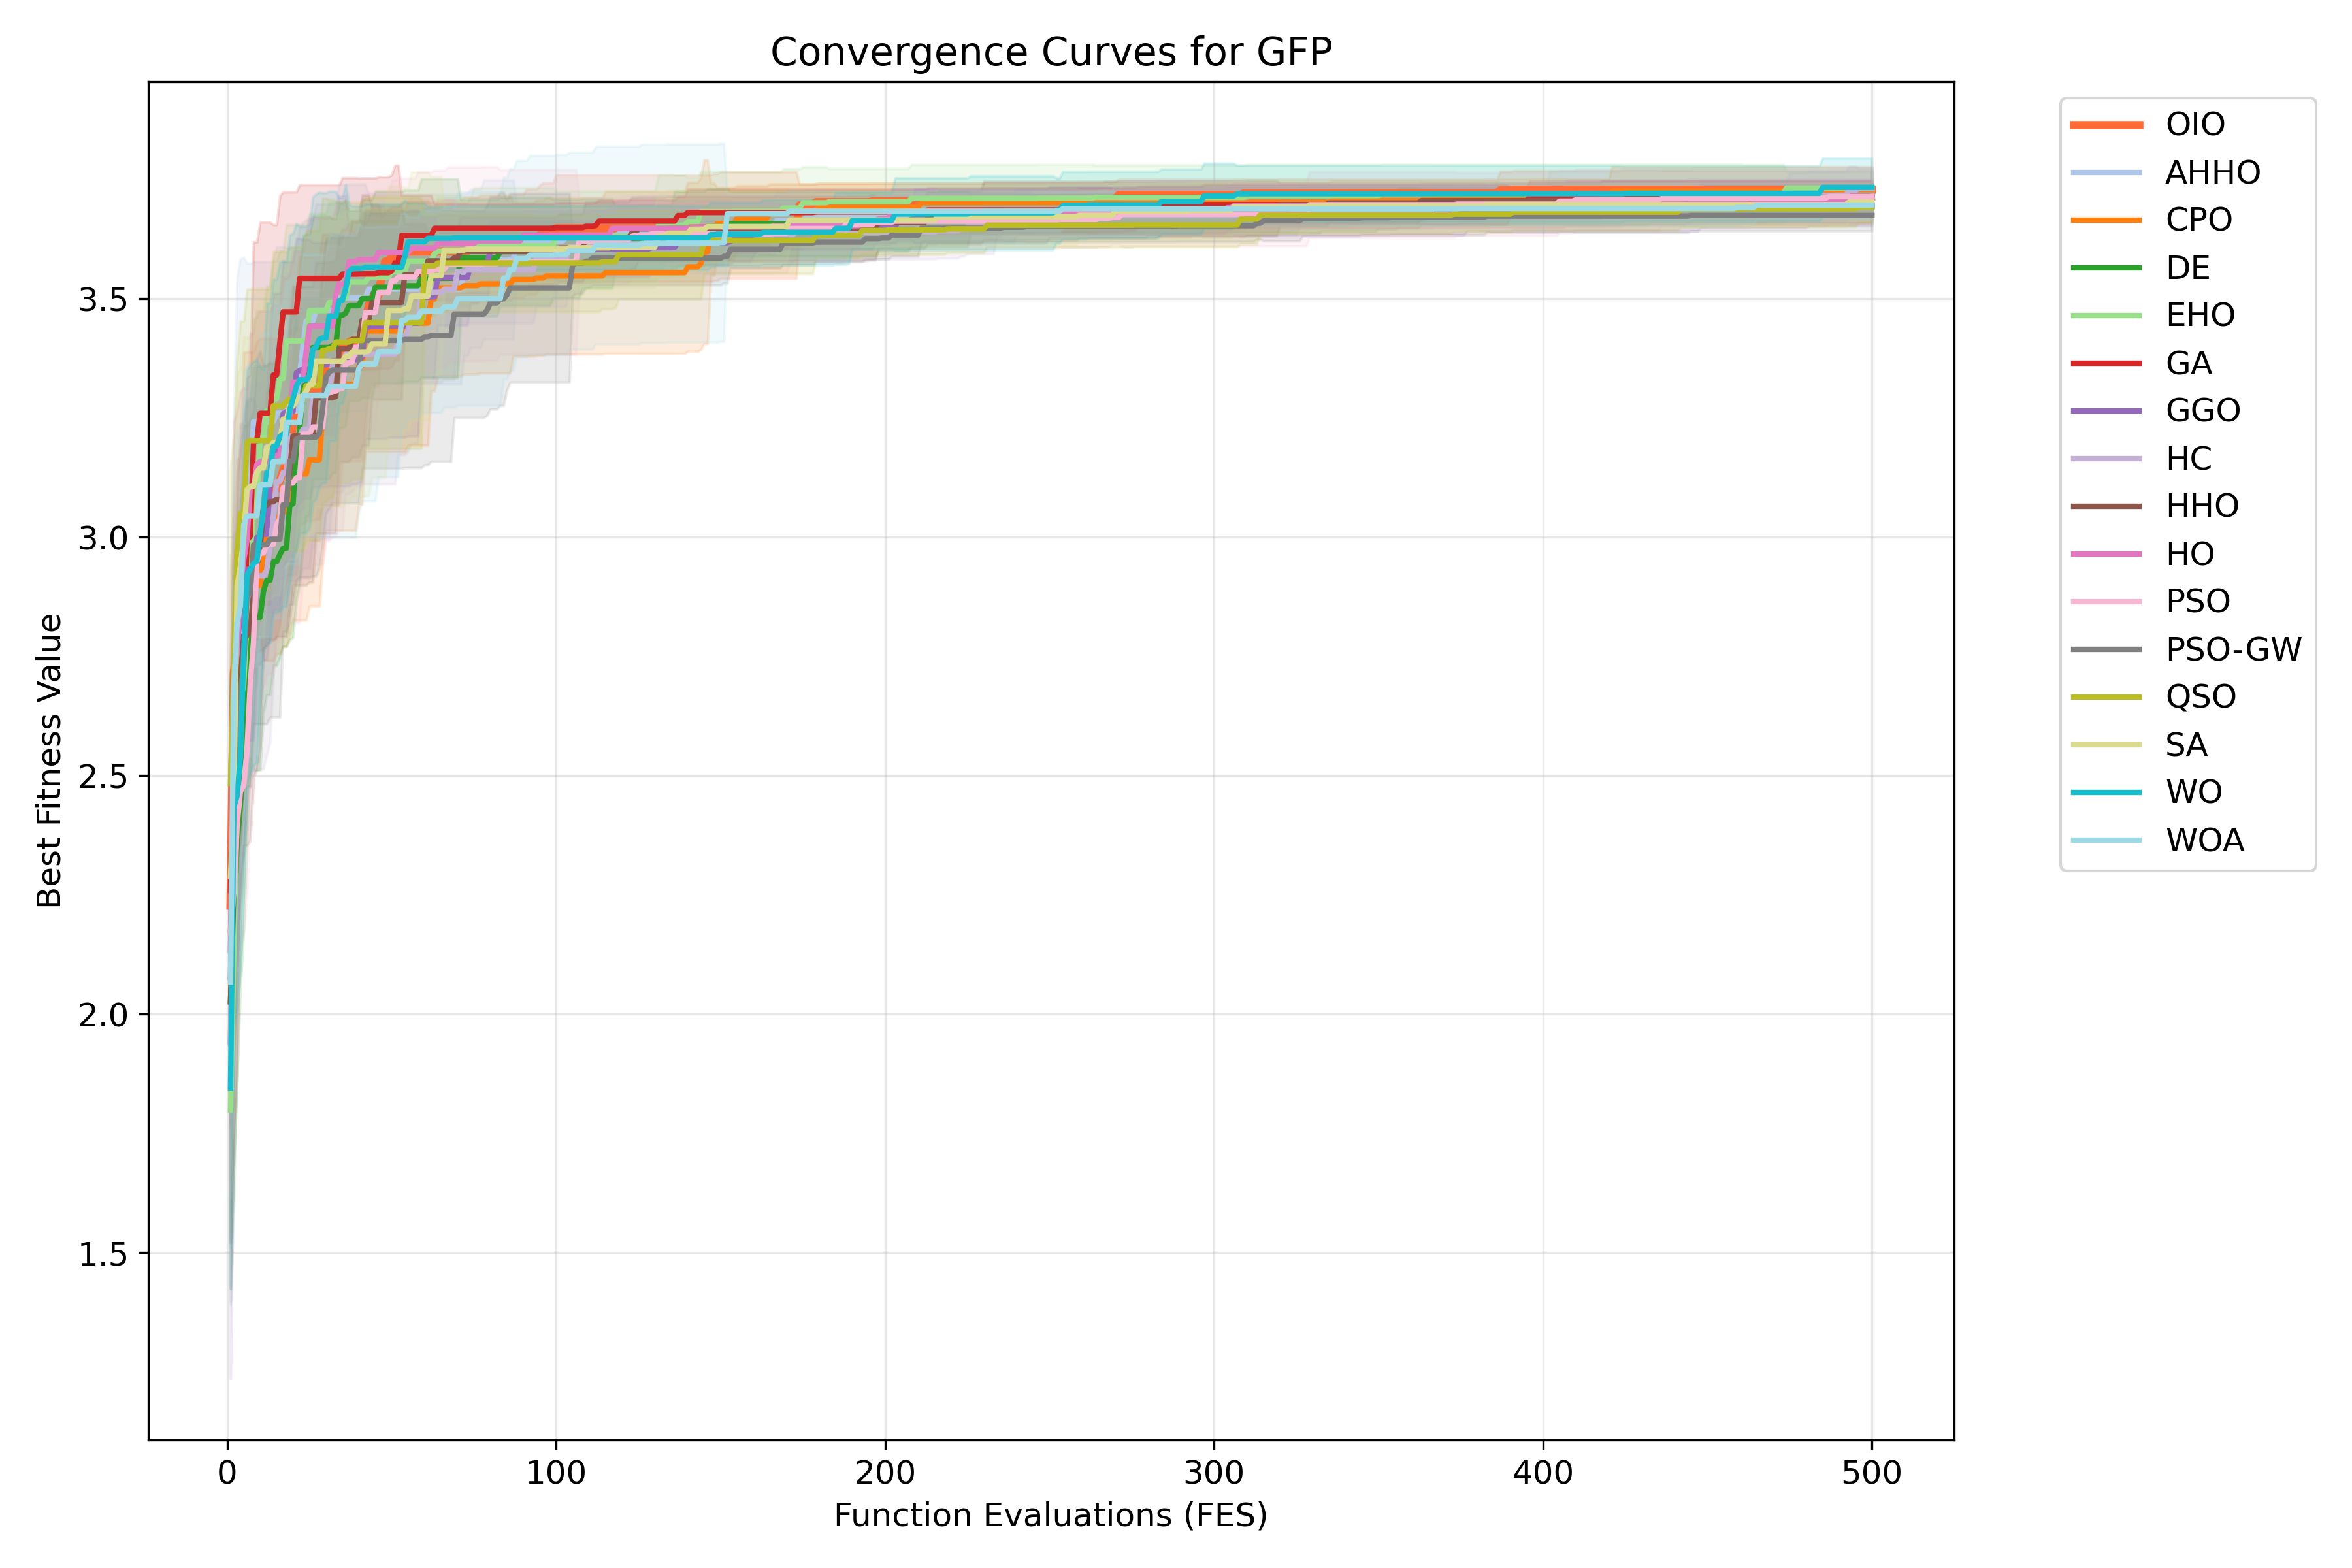 Convergence Curves for GFP
Best Fitness Value
3.5
3.0
2.5
2.0
1.5
0
100
200
300
400
500
Function Evaluations (FES)
OIO
AHHO
CPO
DE
EHO
GA
GGO
HC
HHO
HO
PSO
PSO-GW
QSO
SA
WO
WOA